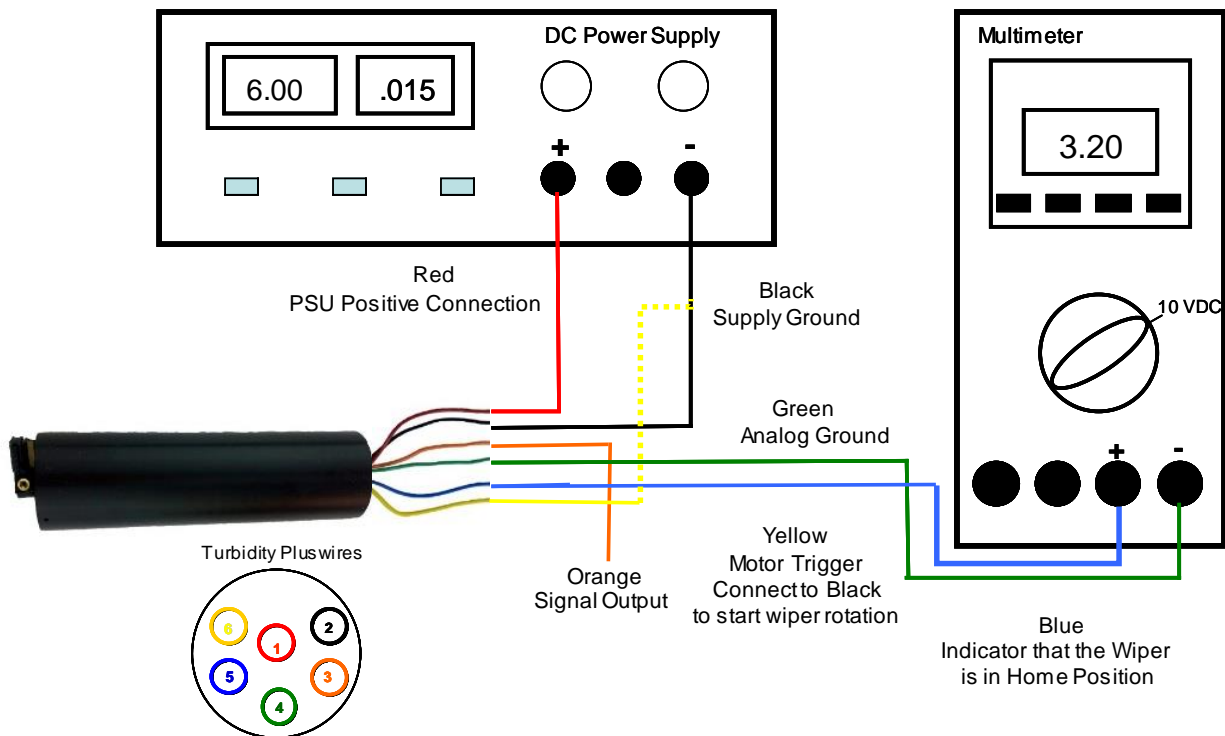 DC Power Supply
6.00
.015
+
-
Multimeter
3.20
10 VDC
+
-
Red
PSU Positive Connection
Black
Supply Ground
Green
Analog Ground
Yellow
Motor Trigger
Connect to Black
to start wiper rotation
Orange
Signal Output
Blue
Indicator that the Wiper
is in Home Position
Turbidity Plus wires
6
1
2
5
3
4